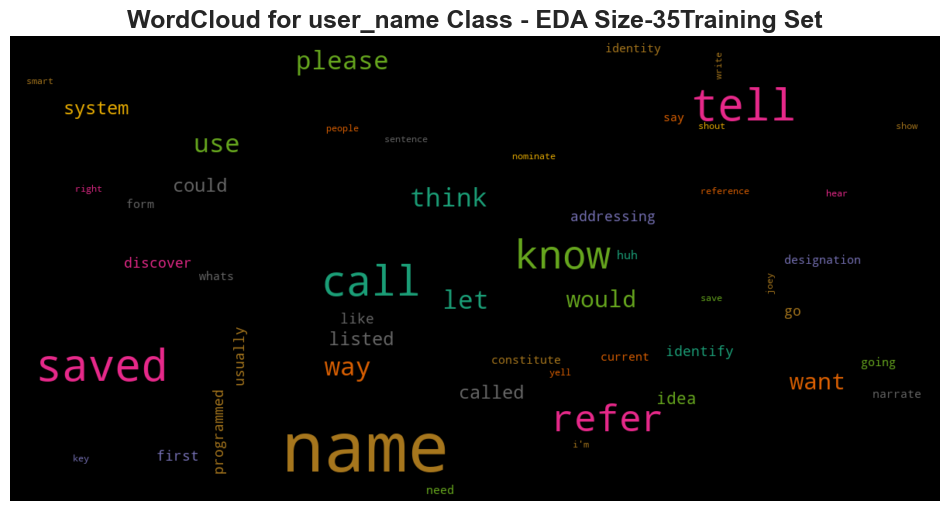 WordCloud for user_name Class - EDA Size-35Training Set
please
identity
write
smart
system
tell
people
say
shout
show
use
sentence
nominate
right
could
think
reference
hear
form
addressing
know
huh
discover
whats
call
let
would
designation
joey
save
go
like
listed
usually
way
constitute
current
identify
going
saved
yell
want
called
idea
narrate
programmed
refer
name
i'm
key
first
need